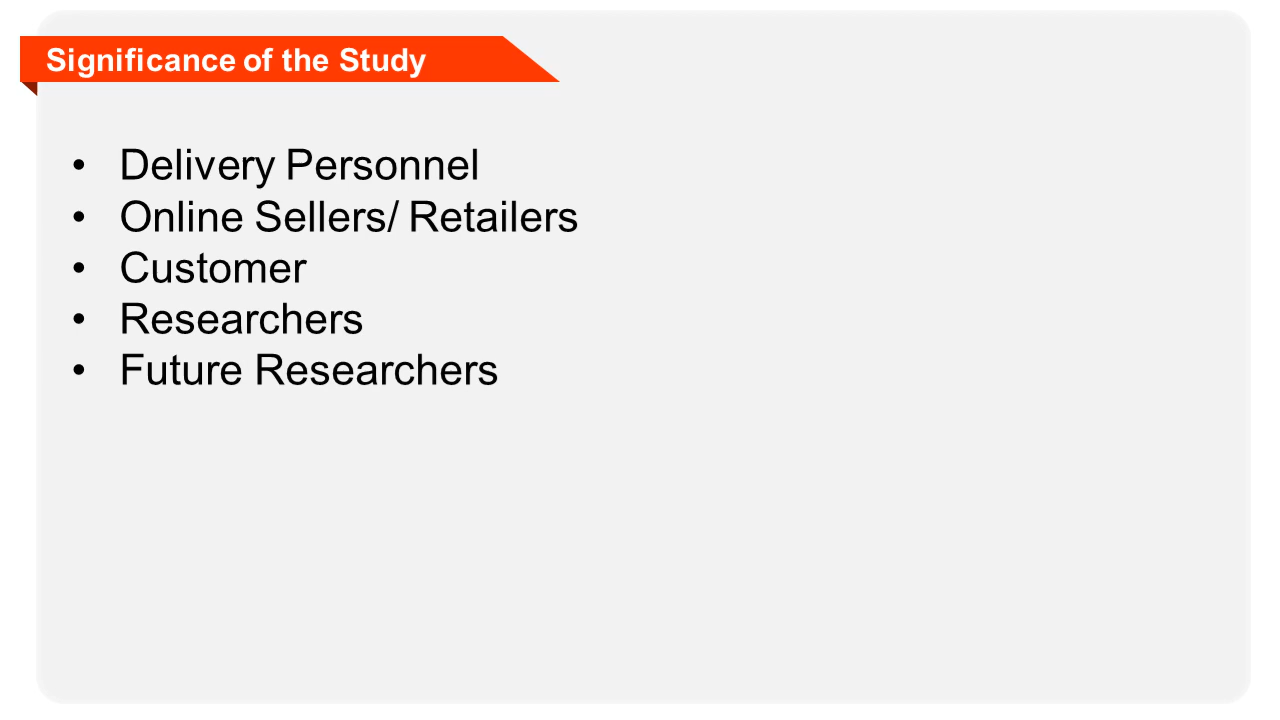 Significance of the Study
• Delivery Personnel
• Online Sellers/ Retailers
• Customer
• Researchers
• Future Researchers